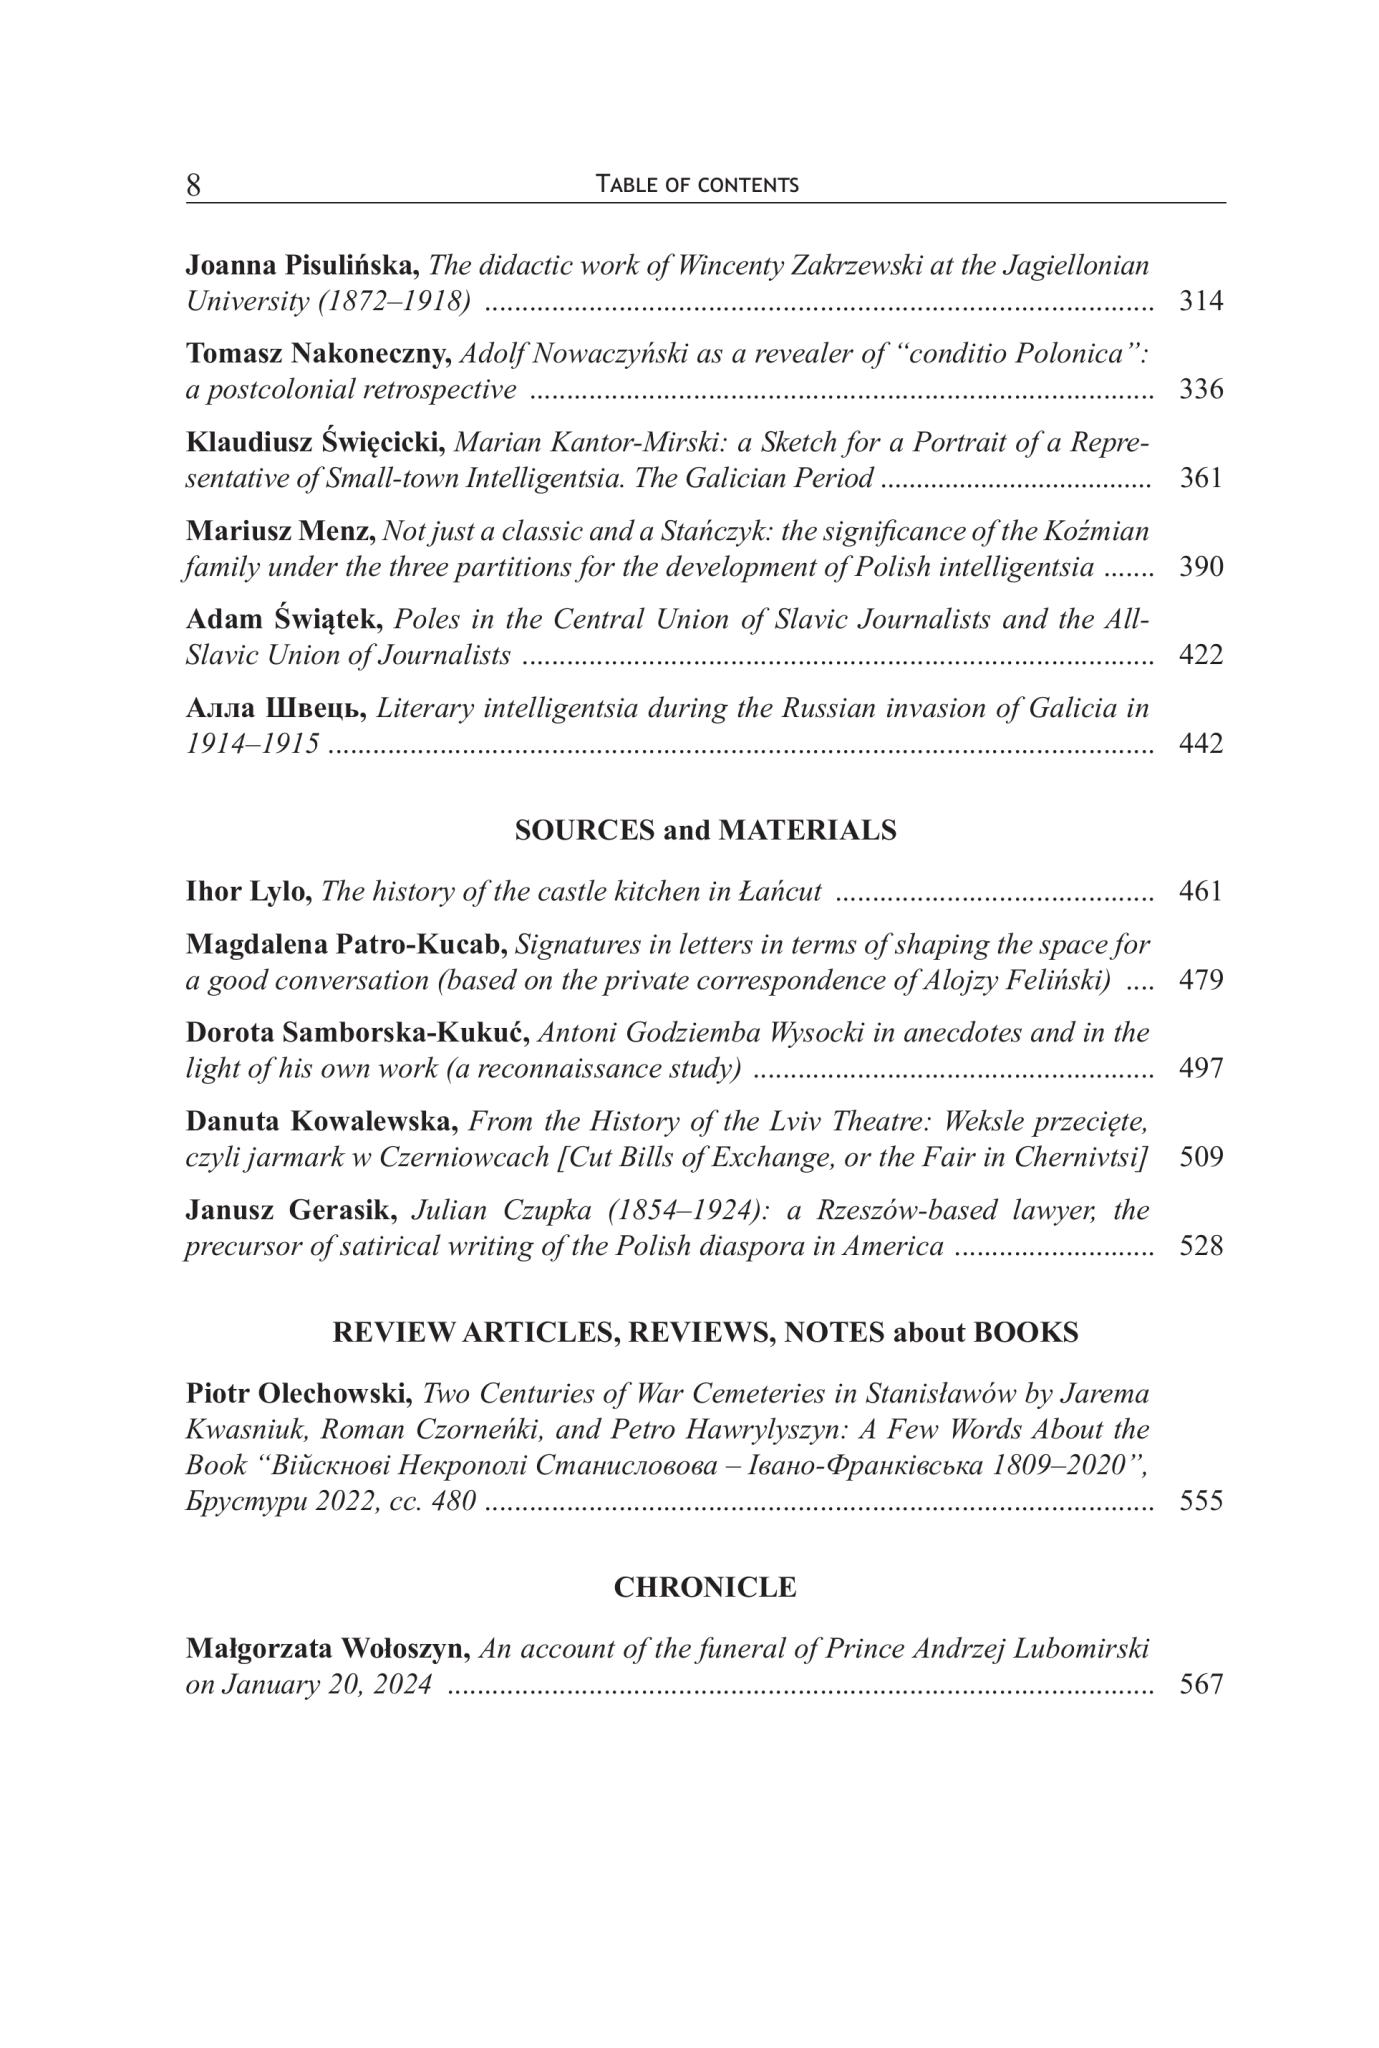 8 TABLE OF CONTENTS
Joanna Pisulińska, The didactic work of Wincenty Zakrzewski at the Jagiellonian
University (1872–1918) .......... 314
Tomasz Nakoneczny, Adolf Nowaczyński as a revealer of “conditio Polonica”:
a postcolonial retrospective .......... 336
Klaudiusz Święcicki, Marian Kantor-Mirski: a Sketch for a Portrait of a Repre-
sentative of Small-town Intelligentsia. The Galician Period .......... 361
Mariusz Menz, Not just a classic and a Stańczyk: the significance of the Koźmian
family under the three partitions for the development of Polish intelligentsia ....... 390
Adam Świątek, Poles in the Central Union of Slavic Journalists and the All-
Slavic Union of Journalists .......... 422
Алла Швець, Literary intelligentsia during the Russian invasion of Galicia in
1914–1915 .......... 442
SOURCES and MATERIALS
Ihor Lylo, The history of the castle kitchen in Łańcut .......... 461
Magdalena Patro-Kucab, Signatures in letters in terms of shaping the space for
a good conversation (based on the private correspondence of Alojzy Feliński) .... 479
Dorota Samborska-Kukuć, Antoni Godziemba Wysocki in anecdotes and in the
light of his own work (a reconnaissance study) .......... 497
Danuta Kowalewska, From the History of the Lviv Theatre: Weksle przecięte,
czyli jarmark w Czerniowcach [Cut Bills of Exchange, or the Fair in Chernivtsi] 509
Janusz Gerasik, Julian Czupka (1854–1924): a Rzeszów-based lawyer, the
precursor of satirical writing of the Polish diaspora in America .......... 528
REVIEW ARTICLES, REVIEWS, NOTES about BOOKS
Piotr Olechowski, Two Centuries of War Cemeteries in Stanisławów by Jarema
Kwasniuk, Roman Czorneńki, and Petro Hawrylyszyn: A Few Words About the
Book “Війскнові Некрополі Станисловова – Івано-Франківська 1809–2020”,
Брустури 2022, сс. 480 .......... 555
CHRONICLE
Małgorzata Wołoszyn, An account of the funeral of Prince Andrzej Lubomirski
on January 20, 2024 .......... 567